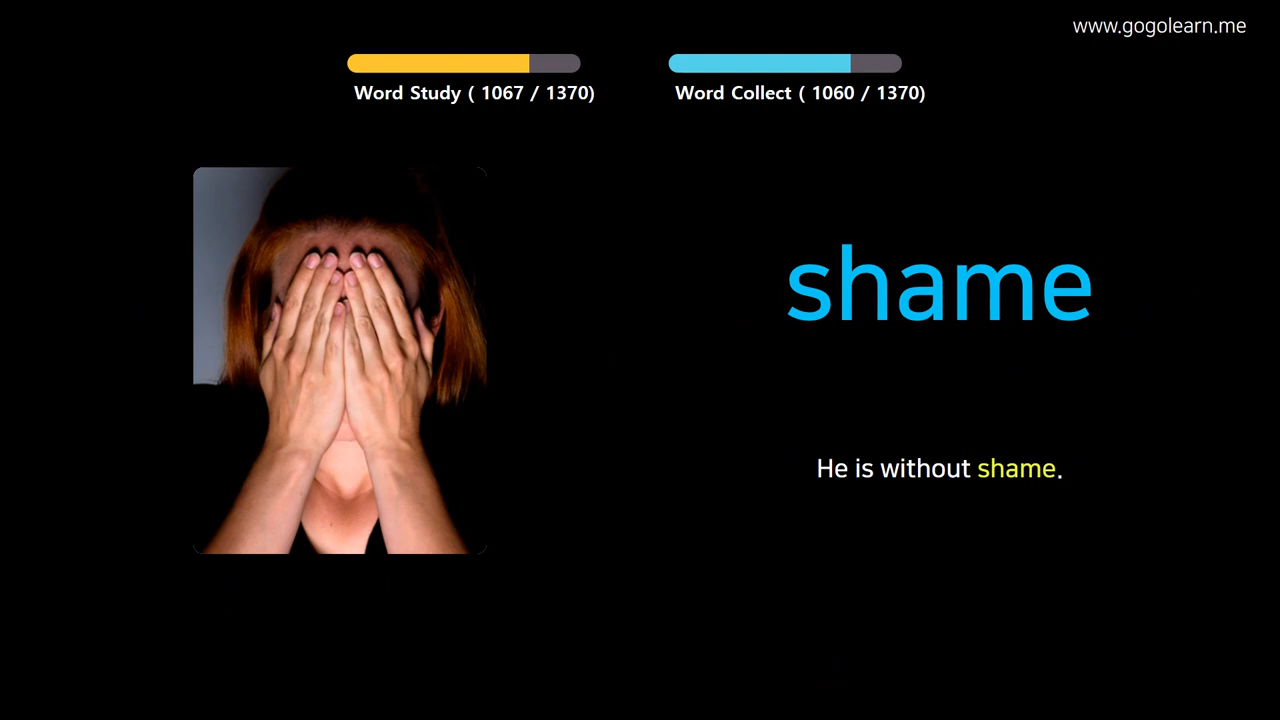 www.gogolearn.me
Word Study ( 1067 / 1370)
Word Collect ( 1060 / 1370)
shame
He is without shame.